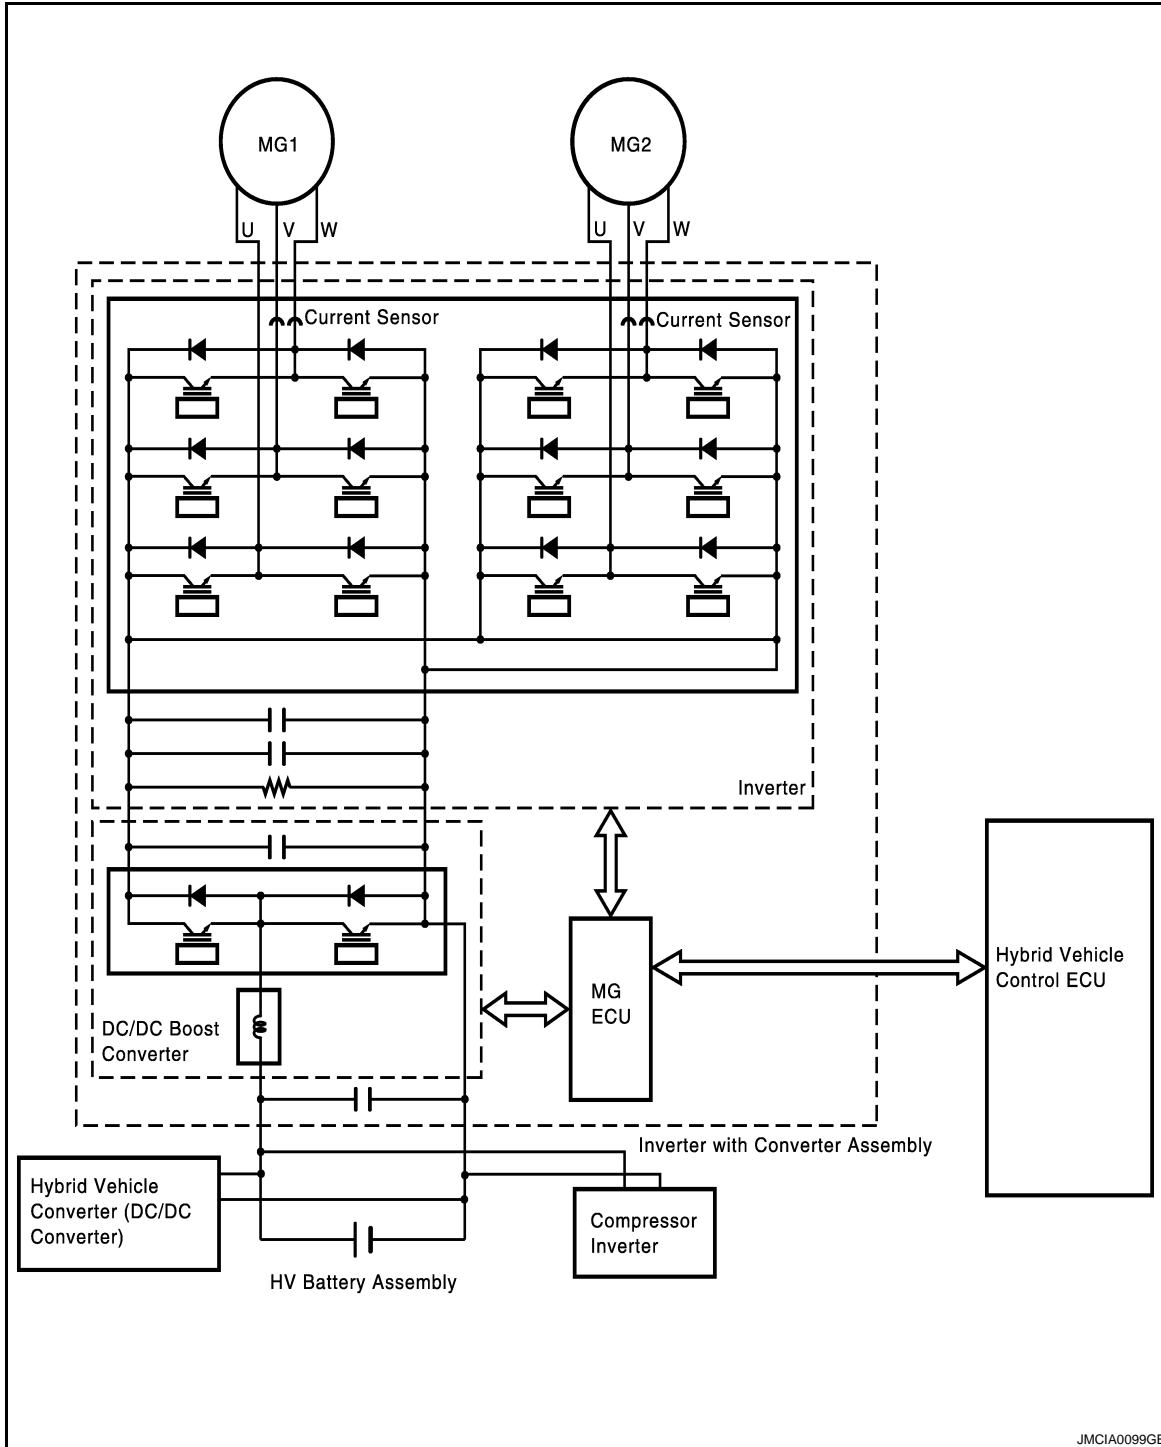 MG1
MG2
U
V
W
U
V
W
Current Sensor
Current Sensor
Inverter
Hybrid Vehicle
Control ECU
MG
ECU
DC/DC Boost
Converter
Inverter with Converter Assembly
Hybrid Vehicle
Converter (DC/DC
Converter)
Compressor
Inverter
HV Battery Assembly
JMCIA0099GB